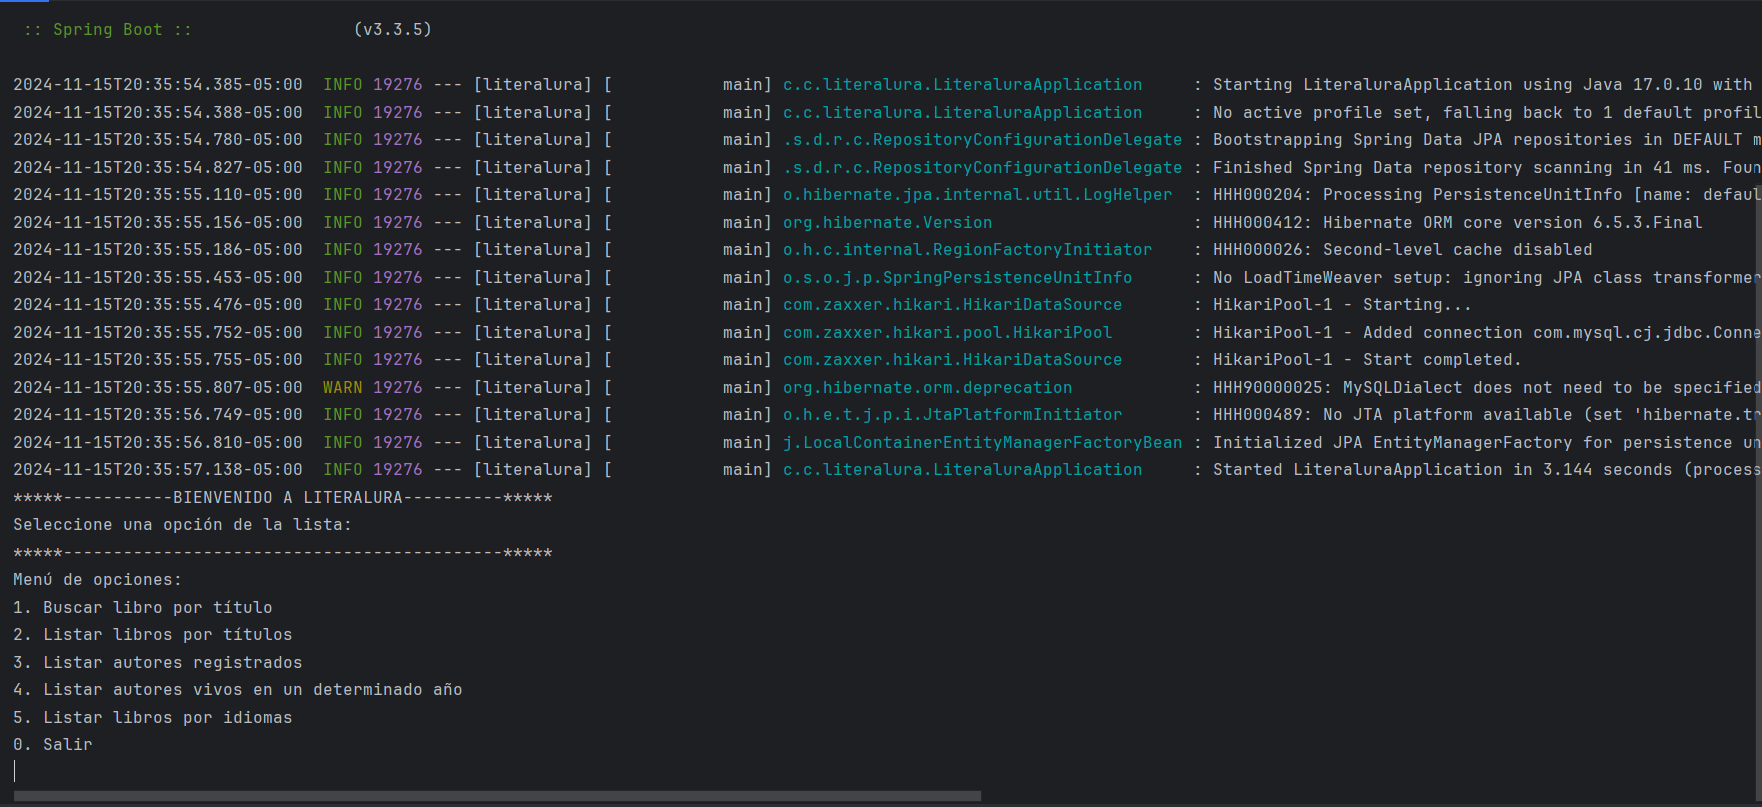 :: Spring Boot ::                (v3.3.5)
2024-11-15T20:35:54.385-05:00  INFO 19276 --- [literalura] [           main] c.c.literalura.LiteraluraApplication     : Starting LiteraluraApplication using Java 17.0.10 with
2024-11-15T20:35:54.388-05:00  INFO 19276 --- [literalura] [           main] c.c.literalura.LiteraluraApplication     : No active profile set, falling back to 1 default profil
2024-11-15T20:35:54.780-05:00  INFO 19276 --- [literalura] [           main] .s.d.r.c.RepositoryConfigurationDelegate : Bootstrapping Spring Data JPA repositories in DEFAULT m
2024-11-15T20:35:54.827-05:00  INFO 19276 --- [literalura] [           main] .s.d.r.c.RepositoryConfigurationDelegate : Finished Spring Data repository scanning in 41 ms. Foun
2024-11-15T20:35:55.110-05:00  INFO 19276 --- [literalura] [           main] o.hibernate.jpa.internal.util.LogHelper  : HHH000204: Processing PersistenceUnitInfo [name: defaul
2024-11-15T20:35:55.156-05:00  INFO 19276 --- [literalura] [           main] org.hibernate.Version                    : HHH000412: Hibernate ORM core version 6.5.3.Final
2024-11-15T20:35:55.186-05:00  INFO 19276 --- [literalura] [           main] o.h.c.internal.RegionFactoryInitiator    : HHH000026: Second-level cache disabled
2024-11-15T20:35:55.453-05:00  INFO 19276 --- [literalura] [           main] o.s.o.j.p.SpringPersistenceUnitInfo      : No LoadTimeWeaver setup: ignoring JPA class transformer
2024-11-15T20:35:55.476-05:00  INFO 19276 --- [literalura] [           main] com.zaxxer.hikari.HikariDataSource       : HikariPool-1 - Starting...
2024-11-15T20:35:55.752-05:00  INFO 19276 --- [literalura] [           main] com.zaxxer.hikari.pool.HikariPool        : HikariPool-1 - Added connection com.mysql.cj.jdbc.Conne
2024-11-15T20:35:55.755-05:00  INFO 19276 --- [literalura] [           main] com.zaxxer.hikari.HikariDataSource       : HikariPool-1 - Start completed.
2024-11-15T20:35:55.807-05:00  WARN 19276 --- [literalura] [           main] org.hibernate.orm.deprecation            : HHH90000025: MySQLDialect does not need to be specified
2024-11-15T20:35:56.749-05:00  INFO 19276 --- [literalura] [           main] o.h.e.t.j.p.i.JtaPlatformInitiator       : HHH000489: No JTA platform available (set 'hibernate.tr
2024-11-15T20:35:56.810-05:00  INFO 19276 --- [literalura] [           main] j.LocalContainerEntityManagerFactoryBean : Initialized JPA EntityManagerFactory for persistence un
2024-11-15T20:35:57.138-05:00  INFO 19276 --- [literalura] [           main] c.c.literalura.LiteraluraApplication     : Started LiteraluraApplication in 3.144 seconds (process
*****-----------BIENVENIDO A LITERALURA----------*****
Seleccione una opción de la lista:
*****--------------------------------------------*****
Menú de opciones:
1. Buscar libro por título
2. Listar libros por títulos
3. Listar autores registrados
4. Listar autores vivos en un determinado año
5. Listar libros por idiomas
0. Salir